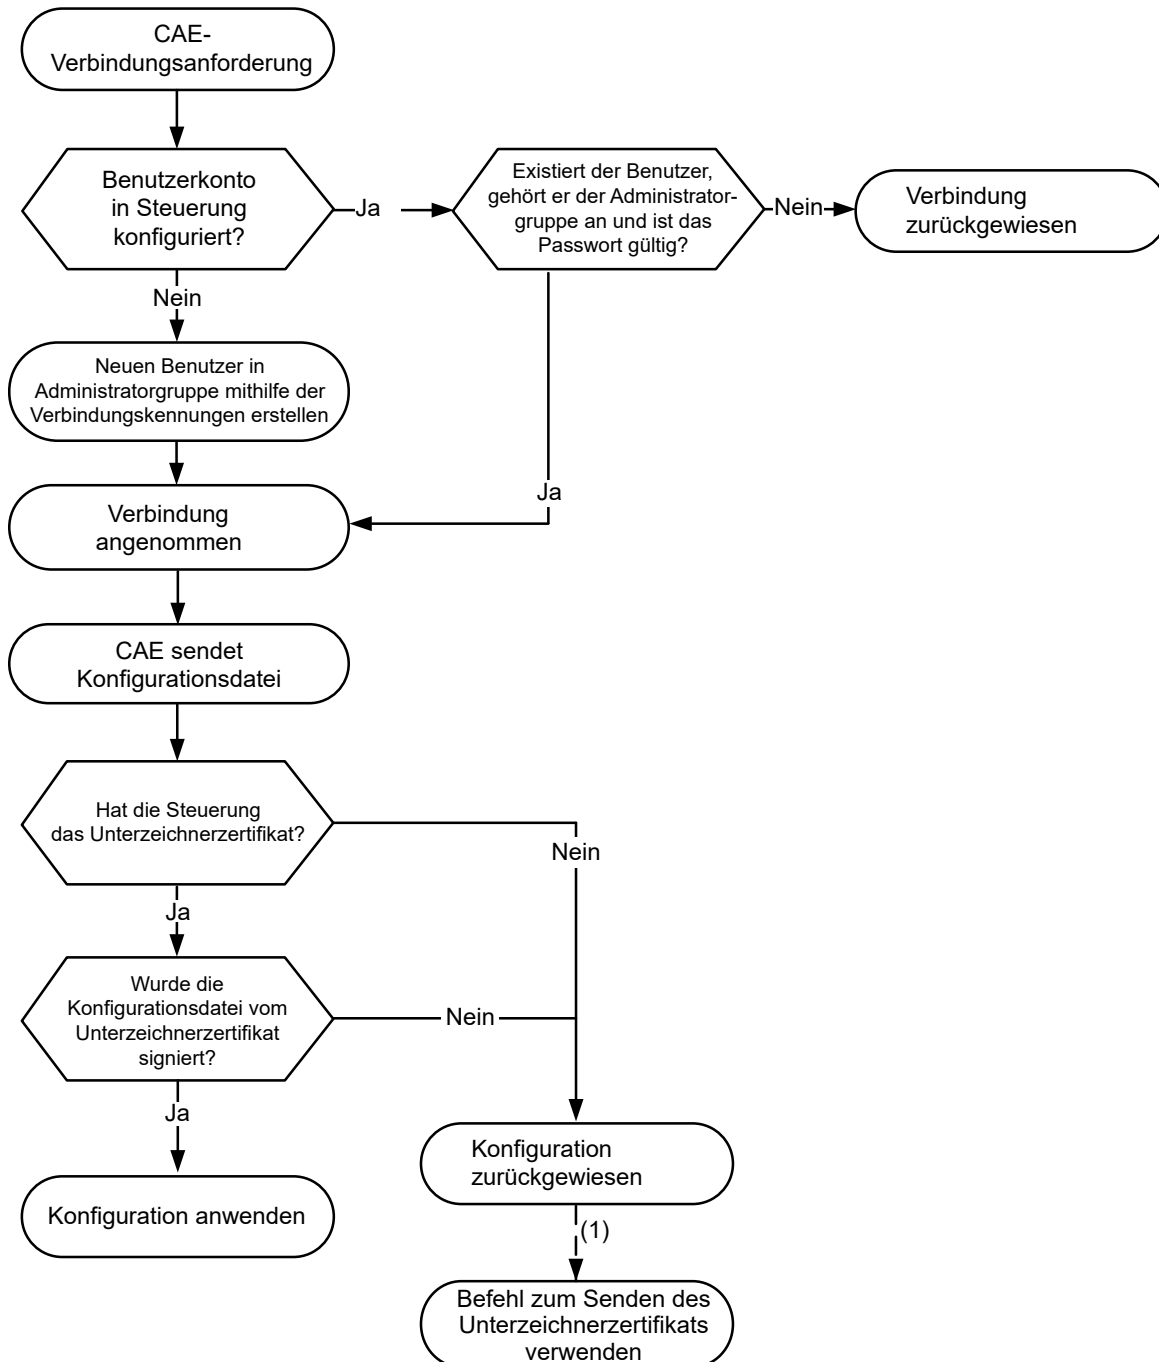 CAE-
Verbindungsanforderung
Benutzerkonto
in Steuerung
konfiguriert?
Ja
Existiert der Benutzer,
gehört er der Administrator-
gruppe an und ist das
Passwort gültig?
Nein
Verbindung
zurückgewiesen
Nein
Neuen Benutzer in
Administratorgruppe mithilfe der
Verbindungskennungen erstellen
Ja
Verbindung
angenommen
CAE sendet
Konfigurationsdatei
Hat die Steuerung
das Unterzeichnerzertifikat?
Nein
Ja
Wurde die
Konfigurationsdatei vom
Unterzeichnerzertifikat
signiert?
Nein
Ja
Konfiguration
zurückgewiesen
Konfiguration anwenden
(1)
Befehl zum Senden des
Unterzeichnerzertifikats
verwenden